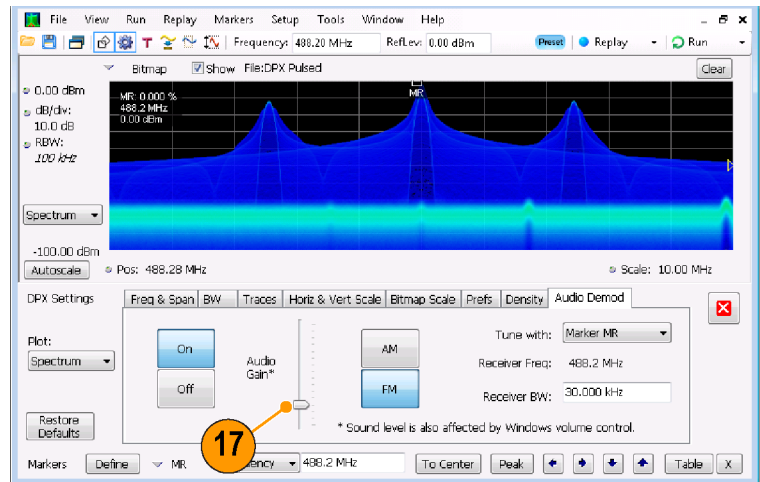 File View Run Replay Markers Setup Tools Window Help
Frequency: 488.20 MHz RefLev: 0.00 dBm Preset Replay Run
Bitmap Show File:DPX Pulsed Clear
0.00 dBm
dB/div:
10.0 dB
RBW:
100 kHz
MR: 0.000 %
488.2 MHz
0.00 dBm
MR
Spectrum
-100.00 dBm
Autoscale Pos: 488.28 MHz Scale: 10.00 MHz
DPX Settings Freq & Span BW Traces Horiz & Vert Scale Bitmap Scale Prefs Density Audio Demod
Plot:
Spectrum
Restore
Defaults
On
Off
Audio
Gain*
AM
FM
Tune with: Marker MR
Receiver Freq: 488.2 MHz
Receiver BW: 30.000 kHz
* Sound level is also affected by Windows volume control.
17
Markers Define MR 488.2 MHz To Center Peak Table X